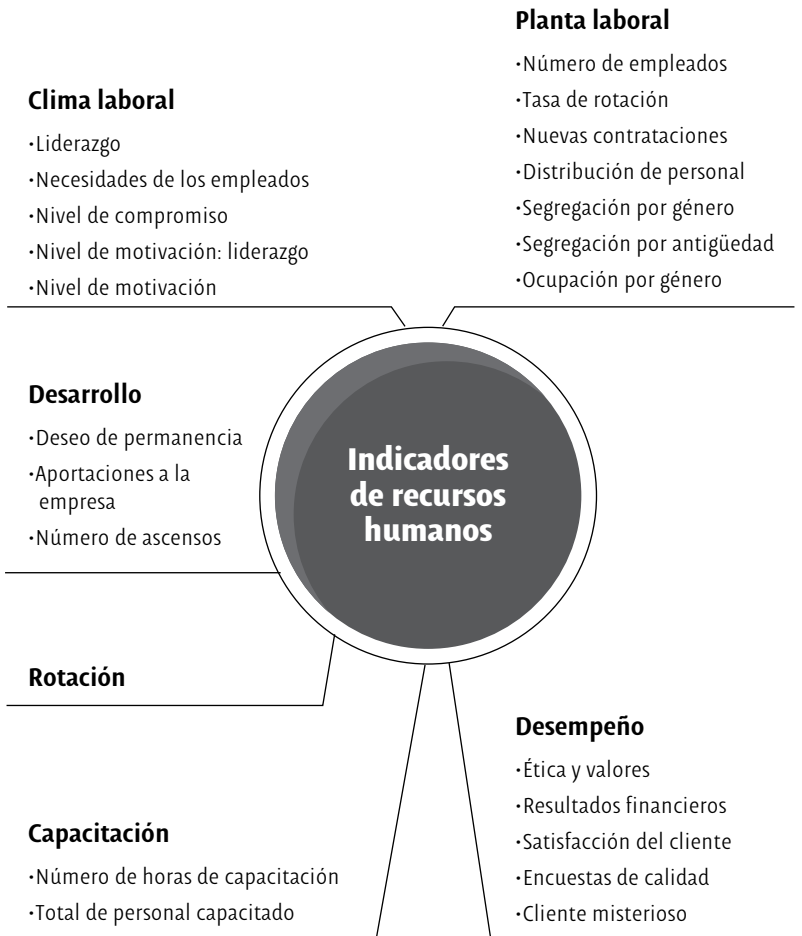 Clima laboral
·Liderazgo
·Necesidades de los empleados
·Nivel de compromiso
·Nivel de motivación: liderazgo
·Nivel de motivación
Planta laboral
·Número de empleados
·Tasa de rotación
·Nuevas contrataciones
·Distribución de personal
·Segregación por género
·Segregación por antigüedad
·Ocupación por género
Desarrollo
·Deseo de permanencia
·Aportaciones a la
empresa
·Número de ascensos
Indicadores
de recursos
humanos
Rotación
Capacitación
·Número de horas de capacitación
·Total de personal capacitado
Desempeño
·Ética y valores
·Resultados financieros
·Satisfacción del cliente
·Encuestas de calidad
·Cliente misterioso